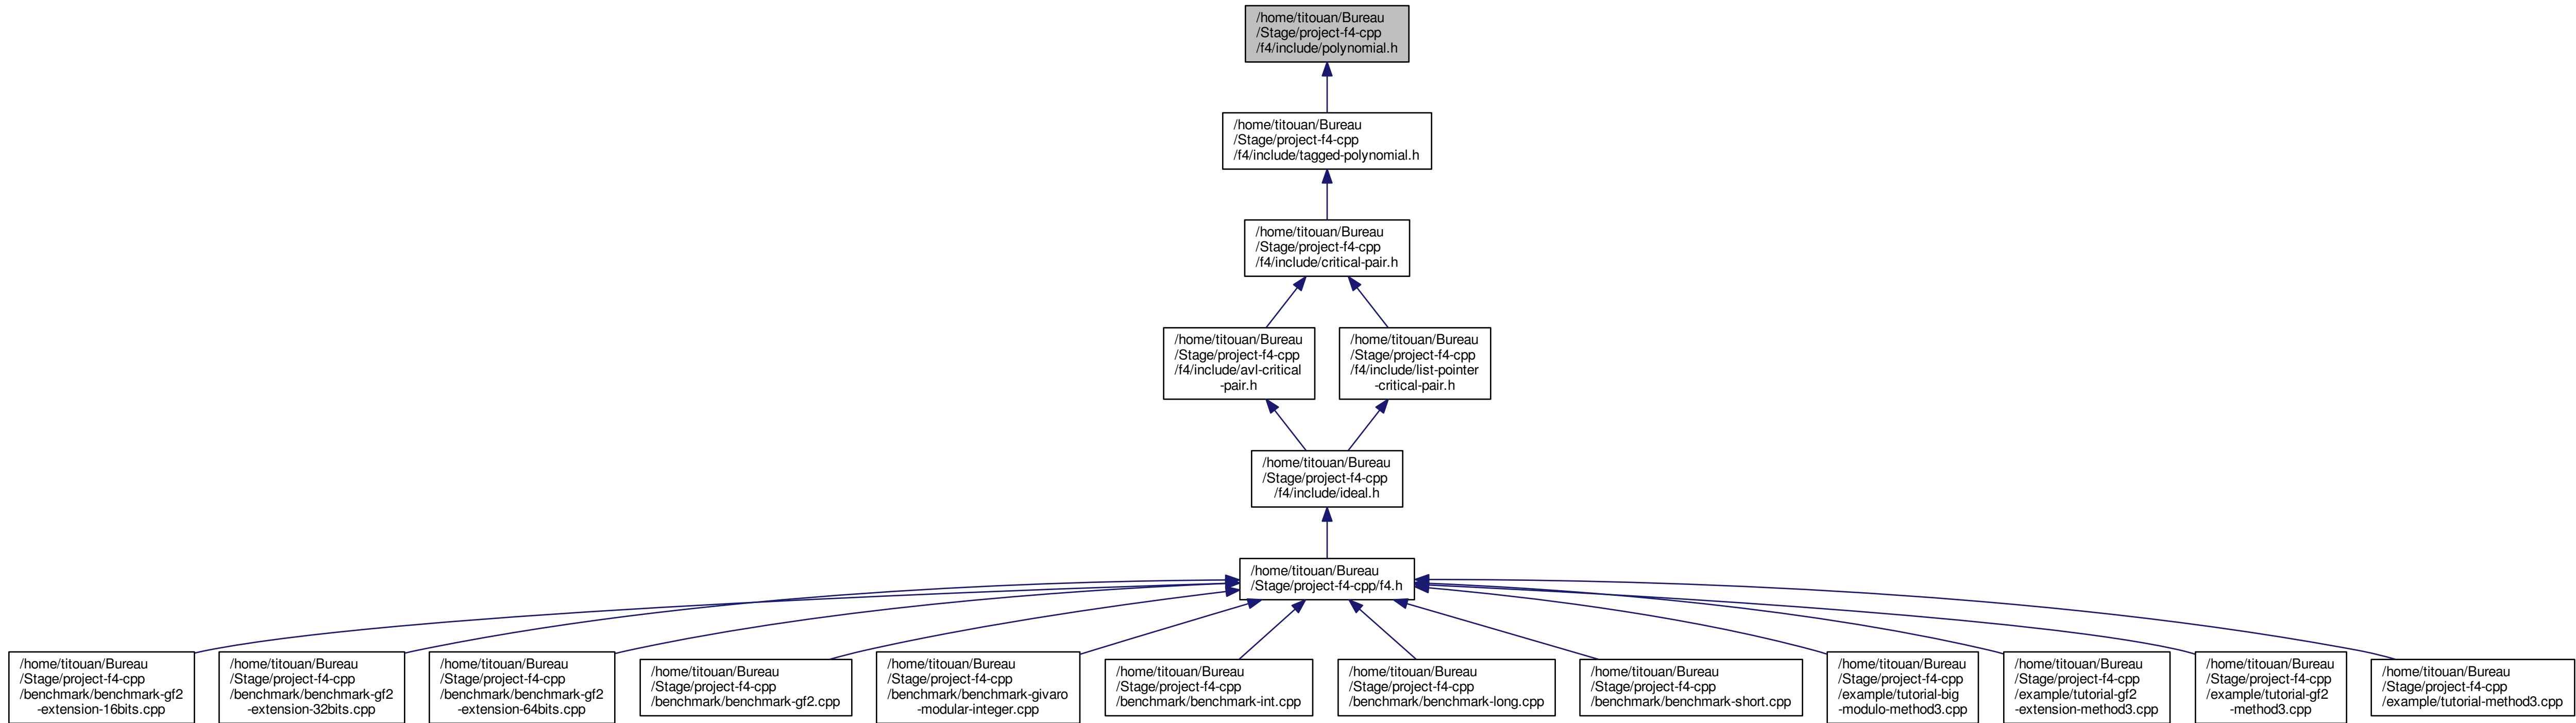 /home/titouan/Bureau
/Stage/project-f4-cpp
/f4/include/polynomial.h
/home/titouan/Bureau
/Stage/project-f4-cpp
/f4/include/tagged-polynomial.h
/home/titouan/Bureau
/Stage/project-f4-cpp
/f4/include/critical-pair.h
/home/titouan/Bureau
/Stage/project-f4-cpp
/f4/include/avl-critical
-pair.h
/home/titouan/Bureau
/Stage/project-f4-cpp
/f4/include/list-pointer
-critical-pair.h
/home/titouan/Bureau
/Stage/project-f4-cpp
/f4/include/ideal.h
/home/titouan/Bureau
/Stage/project-f4-cpp/f4.h
/home/titouan/Bureau
/Stage/project-f4-cpp
/benchmark/benchmark-gf2
-extension-16bits.cpp
/home/titouan/Bureau
/Stage/project-f4-cpp
/benchmark/benchmark-gf2
-extension-32bits.cpp
/home/titouan/Bureau
/Stage/project-f4-cpp
/benchmark/benchmark-gf2
-extension-64bits.cpp
/home/titouan/Bureau
/Stage/project-f4-cpp
/benchmark/benchmark-gf2.cpp
/home/titouan/Bureau
/Stage/project-f4-cpp
/benchmark/benchmark-givaro
-modular-integer.cpp
/home/titouan/Bureau
/Stage/project-f4-cpp
/benchmark/benchmark-int.cpp
/home/titouan/Bureau
/Stage/project-f4-cpp
/benchmark/benchmark-long.cpp
/home/titouan/Bureau
/Stage/project-f4-cpp
/benchmark/benchmark-short.cpp
/home/titouan/Bureau
/Stage/project-f4-cpp
/example/tutorial-big
-modulo-method3.cpp
/home/titouan/Bureau
/Stage/project-f4-cpp
/example/tutorial-gf2
-extension-method3.cpp
/home/titouan/Bureau
/Stage/project-f4-cpp
/example/tutorial-gf2
-method3.cpp
/home/titouan/Bureau
/Stage/project-f4-cpp
/example/tutorial-method3.cpp